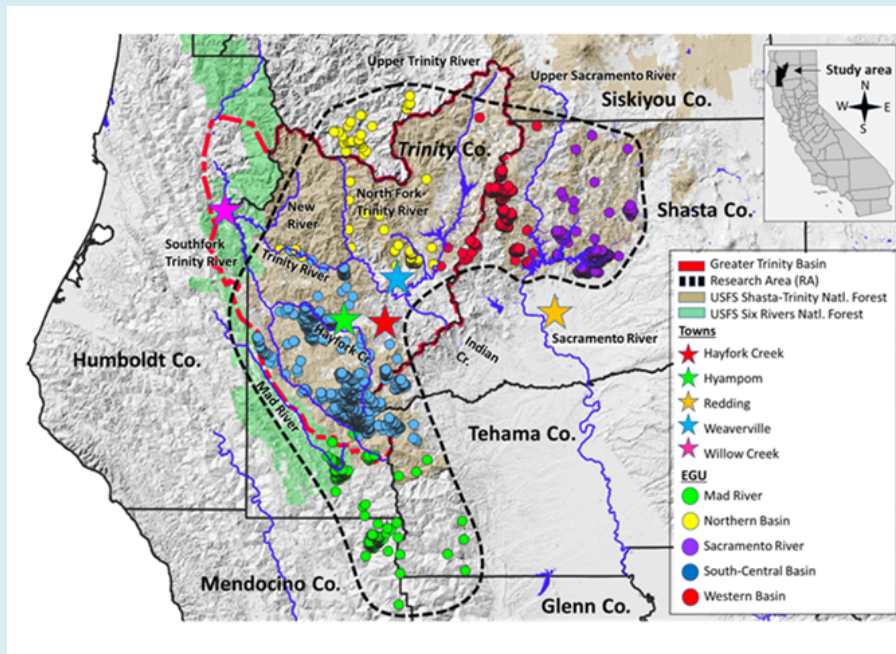 Upper Trinity River
Upper Sacramento River
Siskiyou Co.
Study area
N
W E
S
Trinity Co.
North Fork
Trinity River
New
River
Shasta Co.
Southfork
Trinity River
Trinity River
Hayfork Cr.
Indian
Cr.
Sacramento River
Humboldt Co.
Mad River
Tehama Co.
Mendocino Co.
Glenn Co.
Greater Trinity Basin
Research Area (RA)
USFS Shasta-Trinity Natl. Forest
USFS Six Rivers Natl. Forest
Towns
Hayfork Creek
Hyampom
Redding
Weaverville
Willow Creek
EGU
Mad River
Northern Basin
Sacramento River
South-Central Basin
Western Basin